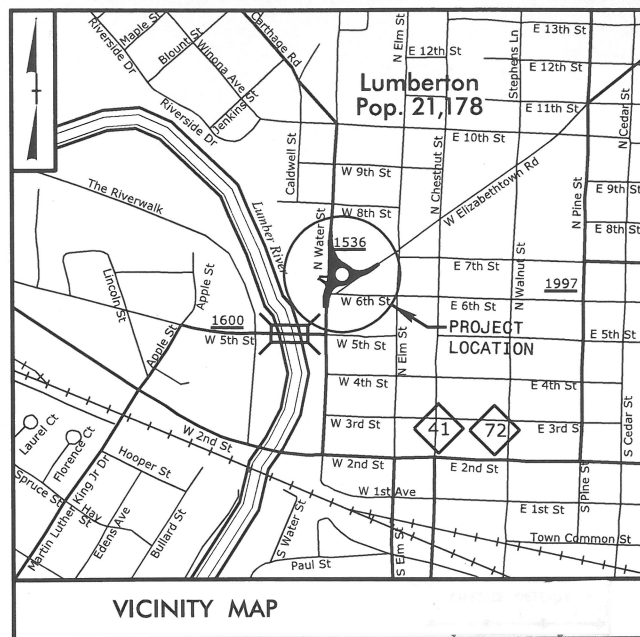 Riverside Dr
Maple St
Blount St
Winona Ave
St
Carthage Rd
N Elm St
E 13th St
E 12th St
Stephens Ln
E 12th St
Lumberton
Pop. 21,178
Riverside Dr
Jenkins
E 11th St
N Cedar St
E 10th St
Caldwell St
W 9th St
N Chestnut St
W Elizabethtown Rd
N Pine St
E 9th St
The Riverwalk
Lumber River
N Water St
W 8th St
E 8th St
1536
E 7th St
N Walnut St
Lincoln St
Apple St
1997
W 6th St
E 6th St
1600
PROJECT
LOCATION
Apple St
W 5th St
W 5th St
N Elm St
E 5th St
W 4th St
E 4th St
Laurel Ct
Florence Ct
W 2nd St
W 3rd St
41
72
E 3rd S
S Cedar St
Hooper St
W 2nd St
E 2nd St
Spruce St
Martin Luther King Jr Dr
W 1st Ave
S Pine St
Hav
St
Edens Ave
Bullard St
S Water St
E 1st St
S Elm St
Town Common St
Paul St
VICINITY MAP